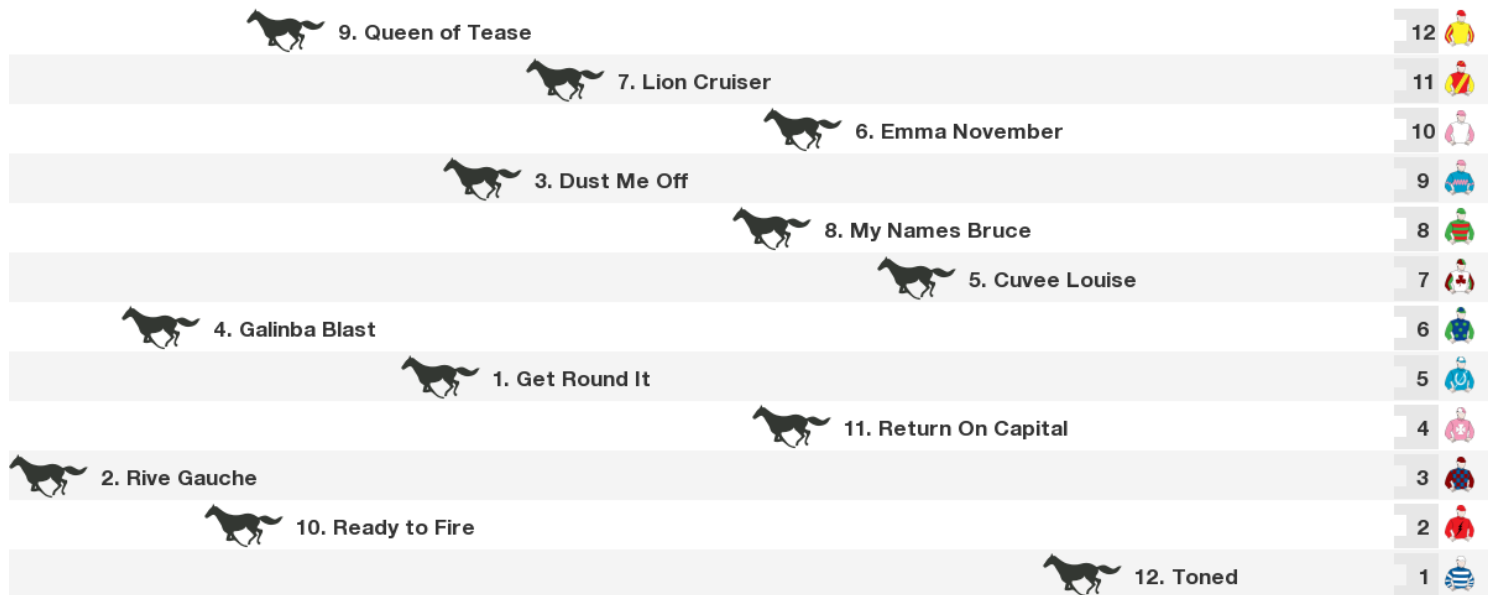 9. Queen of Tease 12
7. Lion Cruiser 11
6. Emma November 10
3. Dust Me Off 9
8. My Names Bruce 8
5. Cuvee Louise 7
4. Galinba Blast 6
1. Get Round It 5
11. Return On Capital 4
2. Rive Gauche 3
10. Ready to Fire 2
12. Toned 1